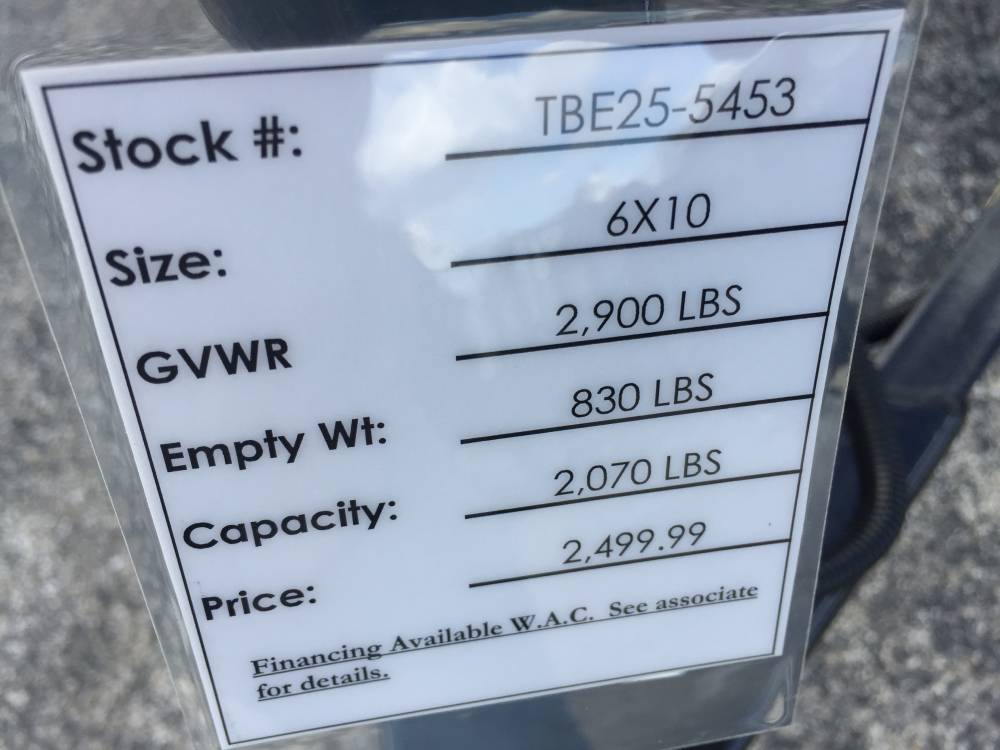 Stock #: TBE25-5453
Size: 6X10
GVWR 2,900 LBS
Empty Wt: 830 LBS
Capacity: 2,070 LBS
Price: 2,499.99
Financing Available W.A.C. See associate
for details.